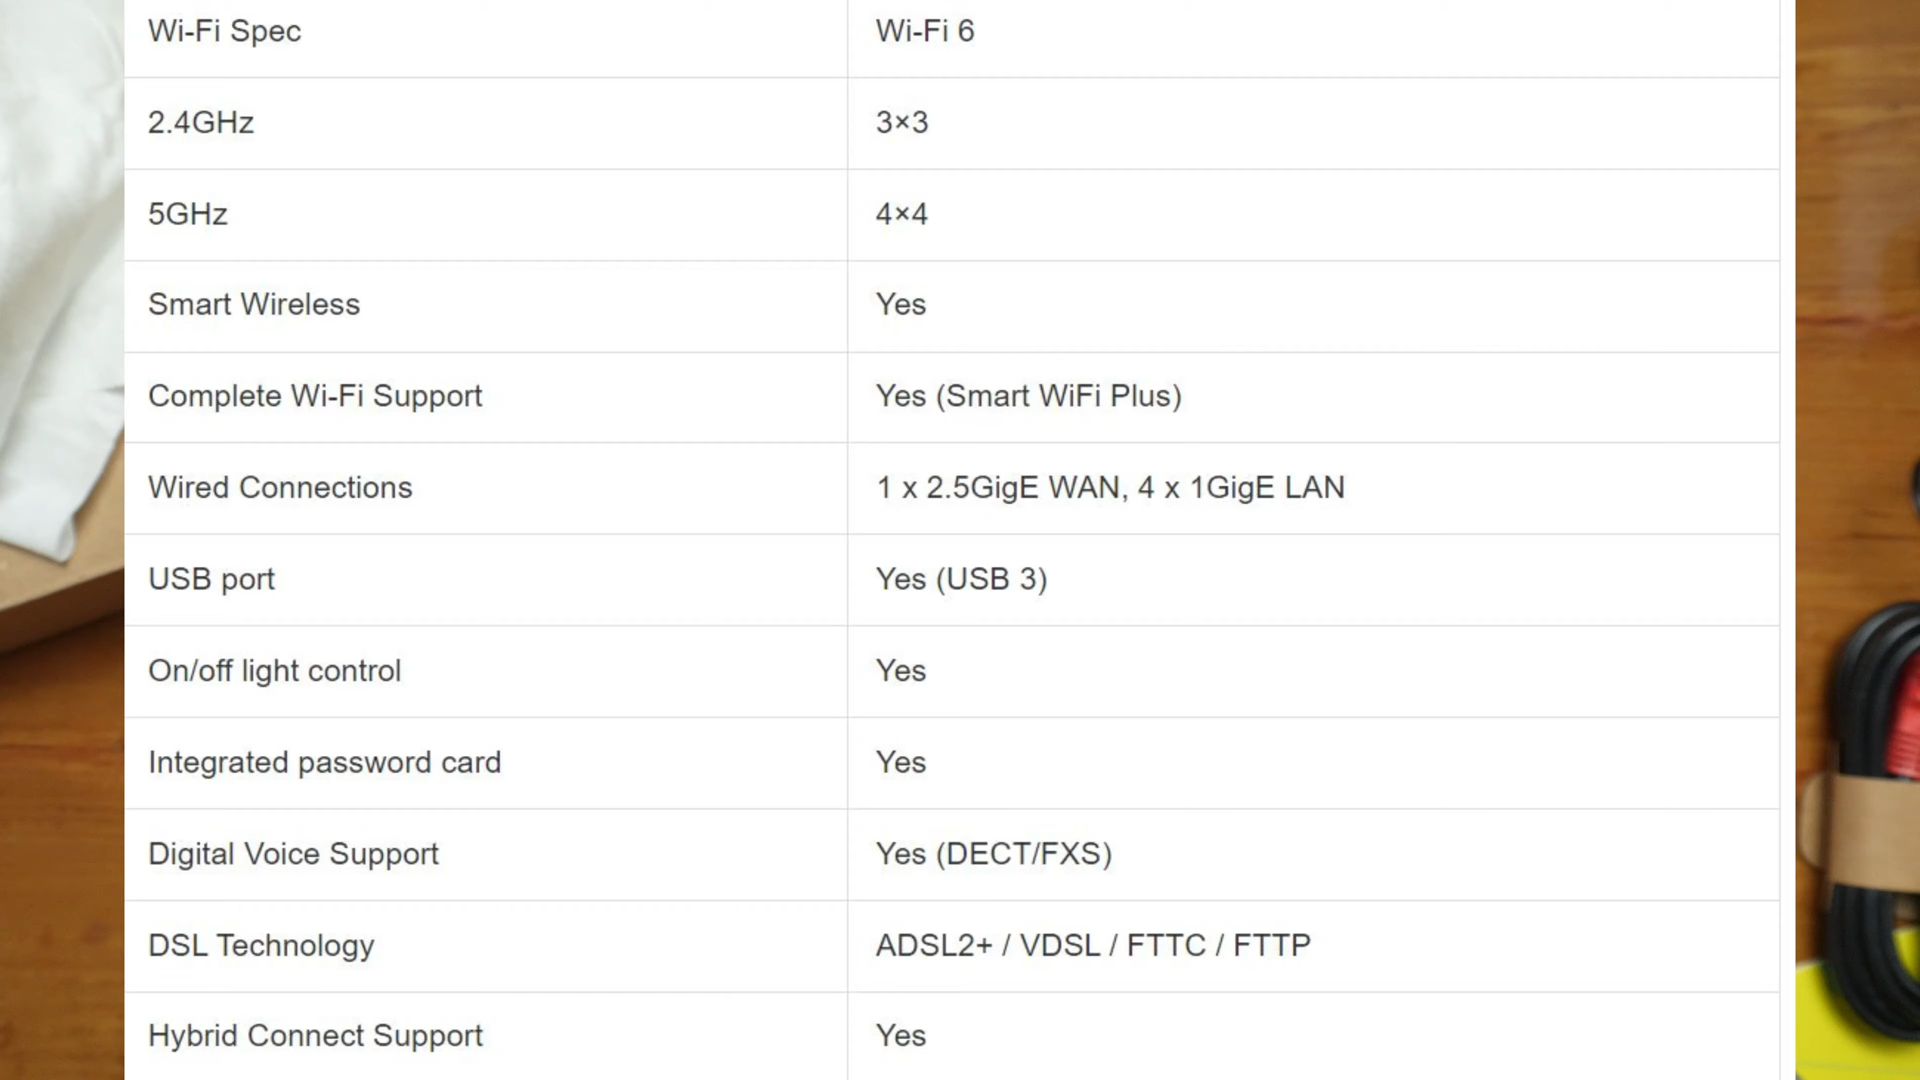 Wi-Fi Spec Wi-Fi 6
2.4GHz 3×3
5GHz 4×4
Smart Wireless Yes
Complete Wi-Fi Support Yes (Smart WiFi Plus)
Wired Connections 1 x 2.5GigE WAN, 4 x 1GigE LAN
USB port Yes (USB 3)
On/off light control Yes
Integrated password card Yes
Digital Voice Support Yes (DECT/FXS)
DSL Technology ADSL2+ / VDSL / FTTC / FTTP
Hybrid Connect Support Yes